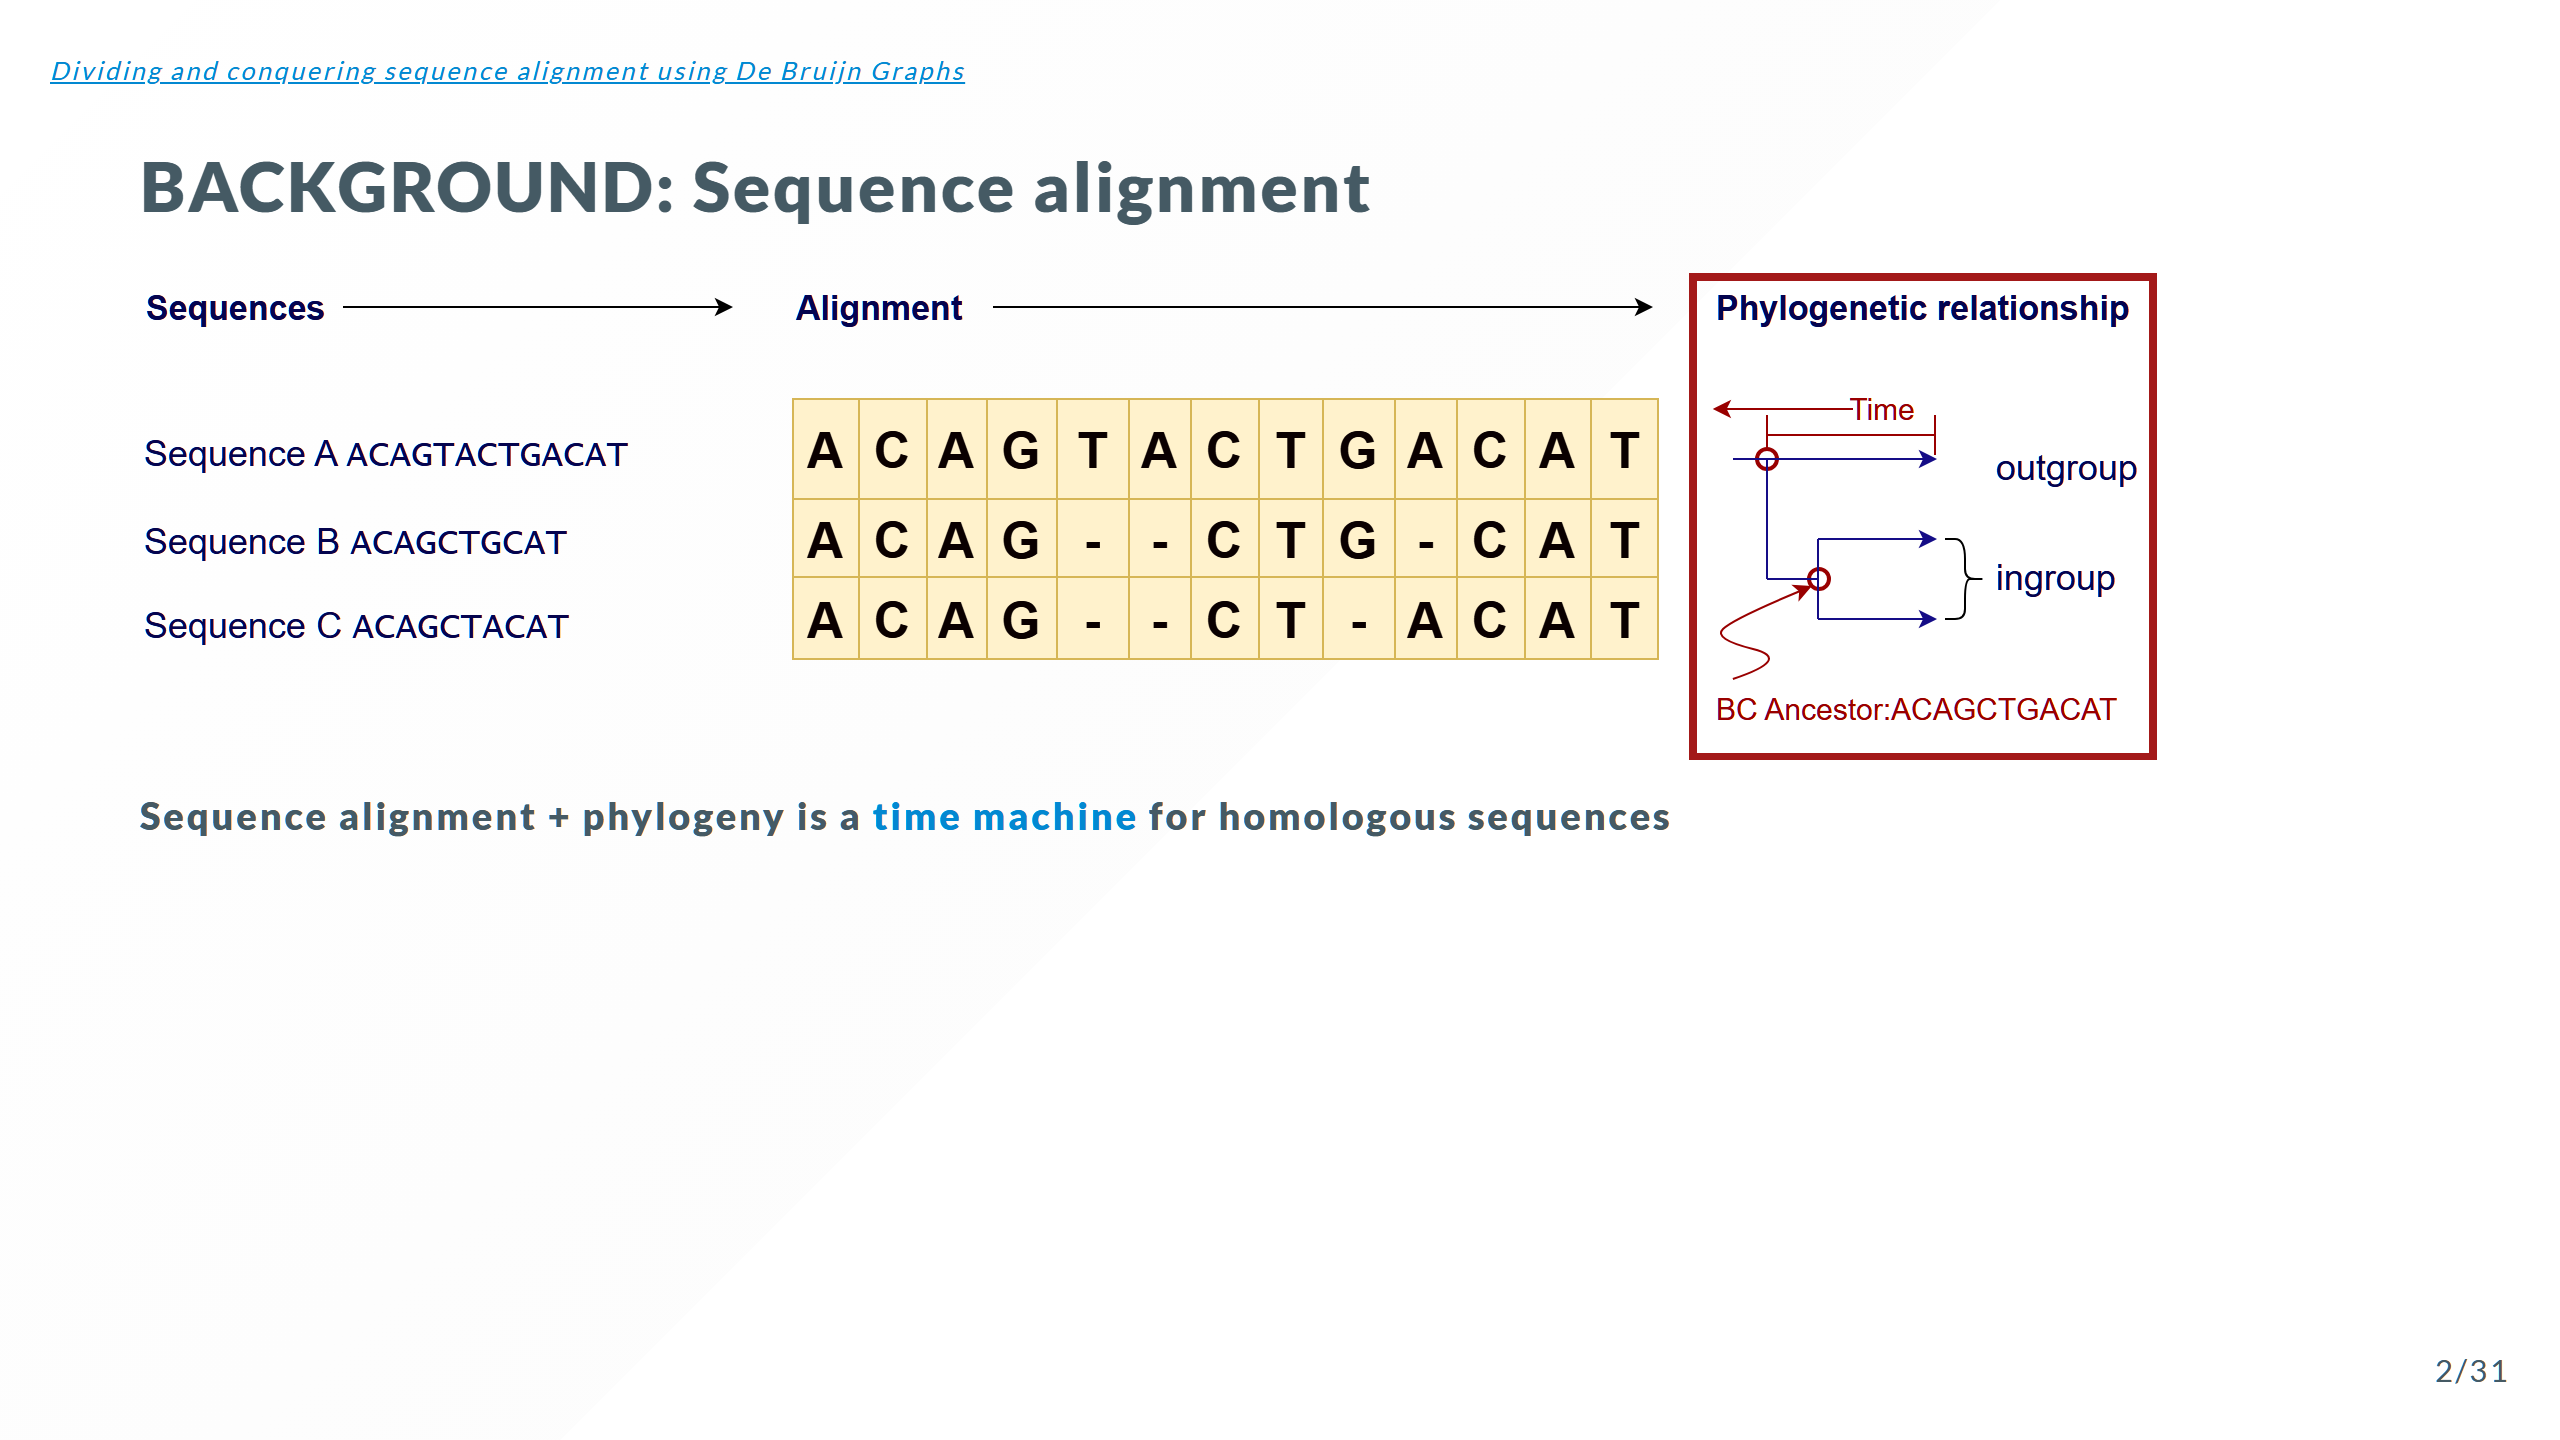 Dividing and conquering sequence alignment using De Bruijn Graphs
BACKGROUND: Sequence alignment
Sequences
Alignment
Phylogenetic relationship
Sequence A ACAGTACTGACAT
Sequence B ACAGCTGCAT
Sequence C ACAGCTACAT
A C A G T A C T G A C A T
A C A G - - C T G - C A T
A C A G - - C T - A C A T
Time
outgroup
ingroup
BC Ancestor:ACAGCTGACAT
Sequence alignment + phylogeny is a time machine for homologous sequences
2/31